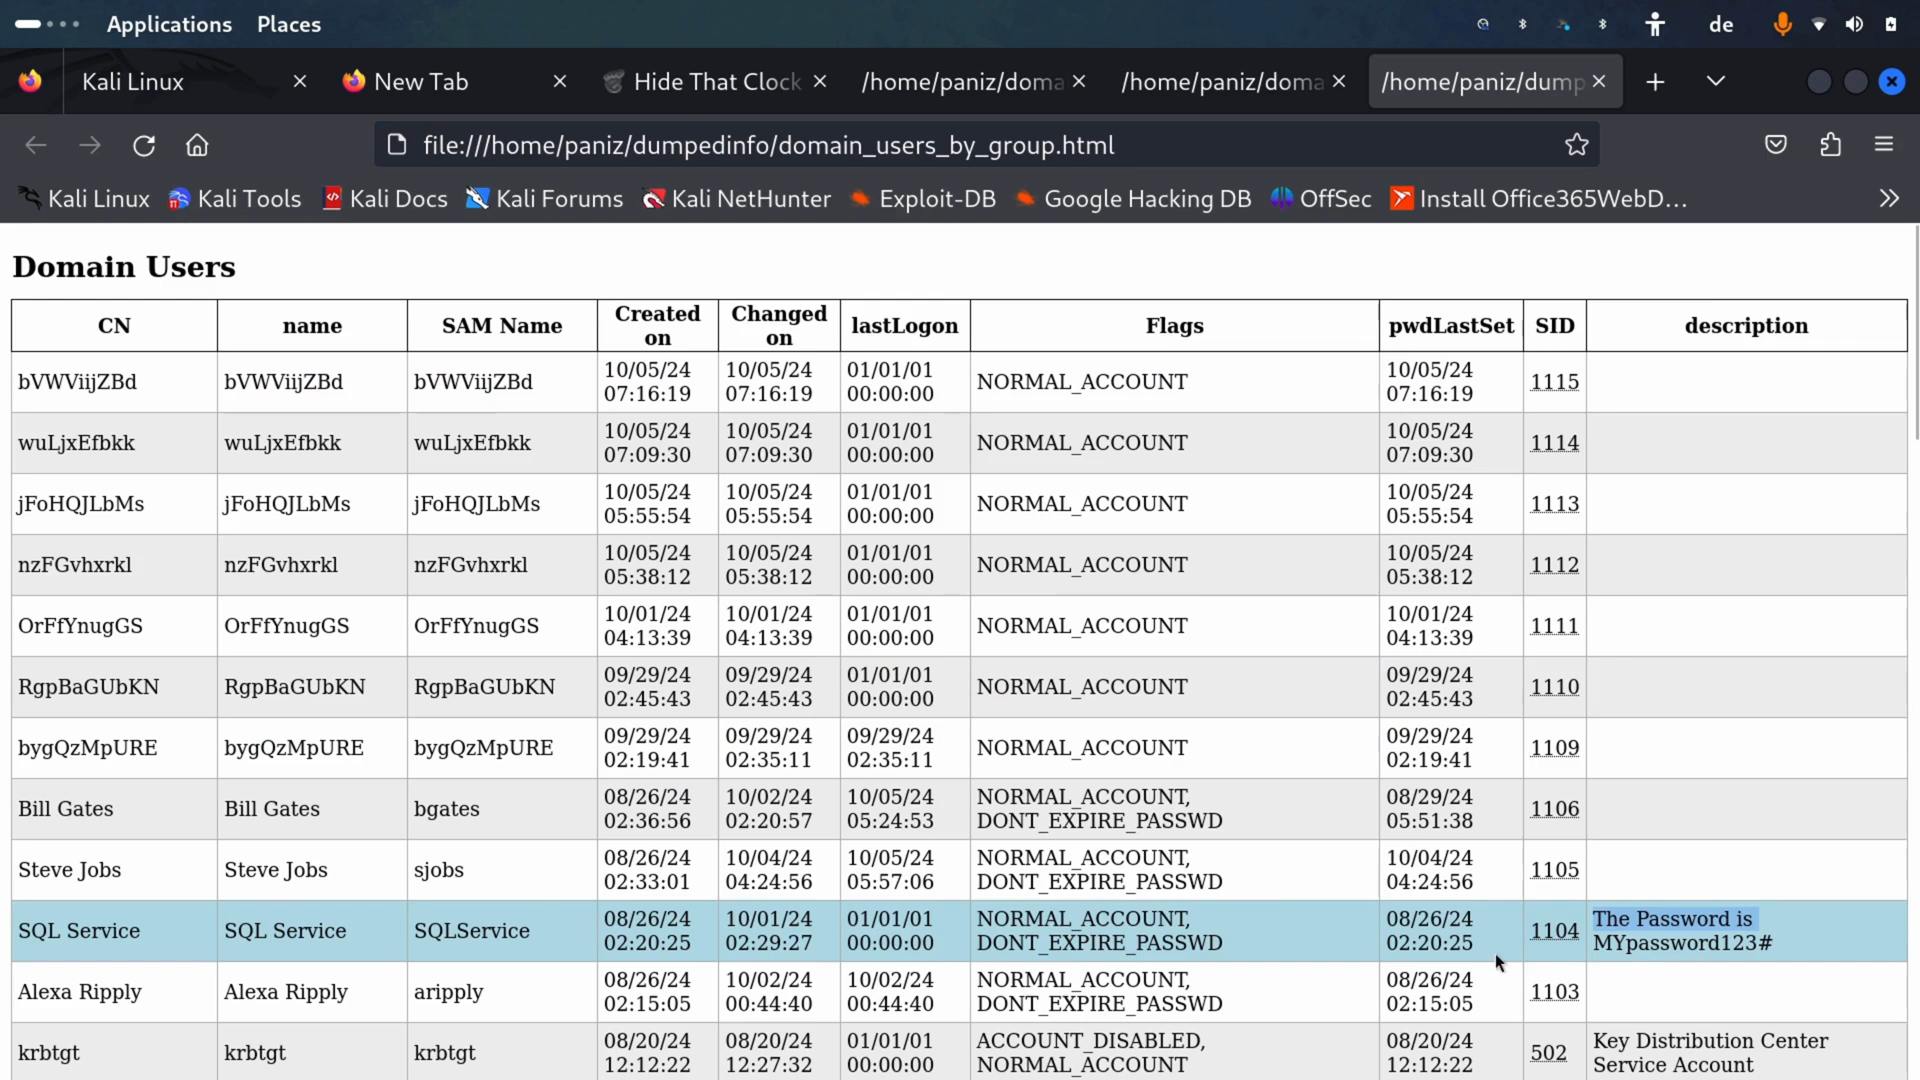 Applications Places de
Kali Linux New Tab Hide That Clock /home/paniz/doma /home/paniz/doma /home/paniz/dump
file:///home/paniz/dumpedinfo/domain_users_by_group.html
Kali Linux Kali Tools Kali Docs Kali Forums Kali NetHunter Exploit-DB Google Hacking DB OffSec Install Office365WebD…
Domain Users
CN name SAM Name Created on Changed on lastLogon Flags pwdLastSet SID description
bVWViijZBd bVWViijZBd bVWViijZBd 10/05/24 07:16:19 10/05/24 07:16:19 01/01/01 00:00:00 NORMAL_ACCOUNT 10/05/24 07:16:19 1115
wuLjxEfbkk wuLjxEfbkk wuLjxEfbkk 10/05/24 07:09:30 10/05/24 07:09:30 01/01/01 00:00:00 NORMAL_ACCOUNT 10/05/24 07:09:30 1114
jFoHQJLbMs jFoHQJLbMs jFoHQJLbMs 10/05/24 05:55:54 10/05/24 05:55:54 01/01/01 00:00:00 NORMAL_ACCOUNT 10/05/24 05:55:54 1113
nzFGvhxrkl nzFGvhxrkl nzFGvhxrkl 10/05/24 05:38:12 10/05/24 05:38:12 01/01/01 00:00:00 NORMAL_ACCOUNT 10/05/24 05:38:12 1112
OrFfYnugGS OrFfYnugGS OrFfYnugGS 10/01/24 04:13:39 10/01/24 04:13:39 01/01/01 00:00:00 NORMAL_ACCOUNT 10/01/24 04:13:39 1111
RgpBaGUbKN RgpBaGUbKN RgpBaGUbKN 09/29/24 02:45:43 09/29/24 02:45:43 01/01/01 00:00:00 NORMAL_ACCOUNT 09/29/24 02:45:43 1110
bygQzMpURE bygQzMpURE bygQzMpURE 09/29/24 02:19:41 09/29/24 02:35:11 09/29/24 02:35:11 NORMAL_ACCOUNT 09/29/24 02:19:41 1109
Bill Gates Bill Gates bgates 08/26/24 02:36:56 10/02/24 02:20:57 10/05/24 05:24:53 NORMAL_ACCOUNT, DONT_EXPIRE_PASSWD 08/29/24 05:51:38 1106
Steve Jobs Steve Jobs sjobs 08/26/24 02:33:01 10/04/24 04:24:56 10/05/24 05:57:06 NORMAL_ACCOUNT, DONT_EXPIRE_PASSWD 10/04/24 04:24:56 1105
SQL Service SQL Service SQLService 08/26/24 02:20:25 10/01/24 02:29:27 01/01/01 00:00:00 NORMAL_ACCOUNT, DONT_EXPIRE_PASSWD 08/26/24 02:20:25 1104 The Password is MYpassword123#
Alexa Ripply Alexa Ripply aripply 08/26/24 02:15:05 10/02/24 00:44:40 10/02/24 00:44:40 NORMAL_ACCOUNT, DONT_EXPIRE_PASSWD 08/26/24 02:15:05 1103
krbtgt krbtgt krbtgt 08/20/24 12:12:22 08/20/24 12:27:32 01/01/01 00:00:00 ACCOUNT_DISABLED, NORMAL_ACCOUNT 08/20/24 12:12:22 502 Key Distribution Center Service Account